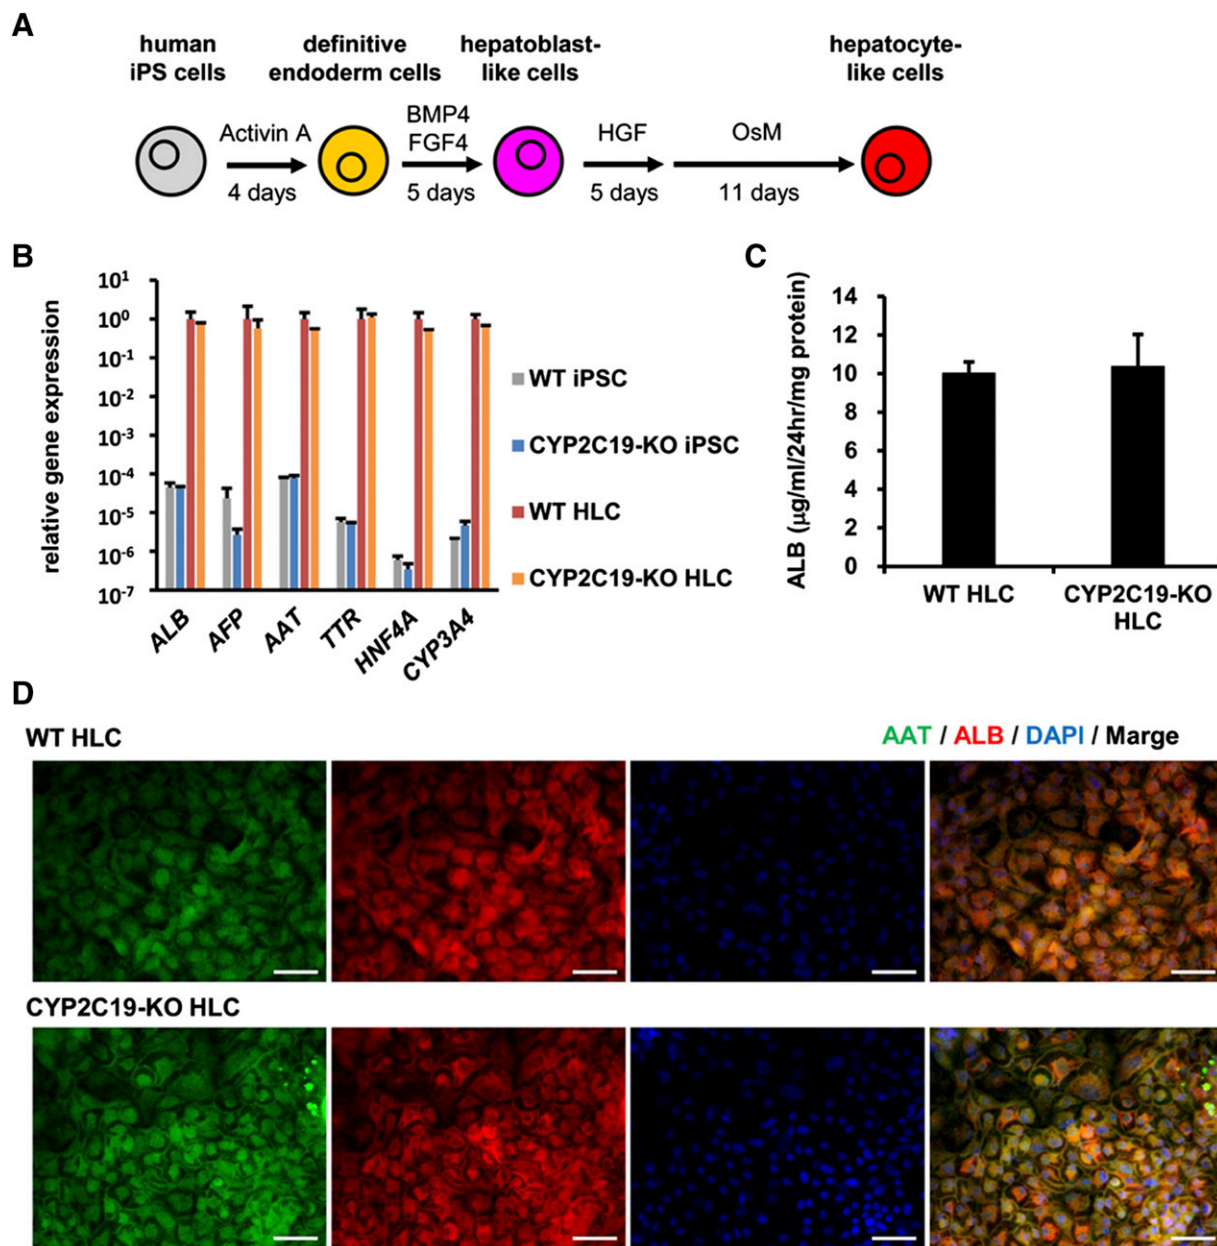 A
human
iPS cells
definitive
endoderm cells
hepatoblast-
like cells
hepatocyte-
like cells
Activin A
4 days
BMP4
FGF4
5 days
HGF
5 days
OsM
11 days
B
relative gene expression
10¹
10⁰
10⁻¹
10⁻²
10⁻³
10⁻⁴
10⁻⁵
10⁻⁶
10⁻⁷
ALB
AFP
AAT
TTR
HNF4A
CYP3A4
WT iPSC
CYP2C19-KO iPSC
WT HLC
CYP2C19-KO HLC
C
ALB (μg/ml/24hr/mg protein)
14
12
10
8
6
4
2
0
WT HLC
CYP2C19-KO
HLC
D
WT HLC
AAT / ALB / DAPI / Marge
CYP2C19-KO HLC